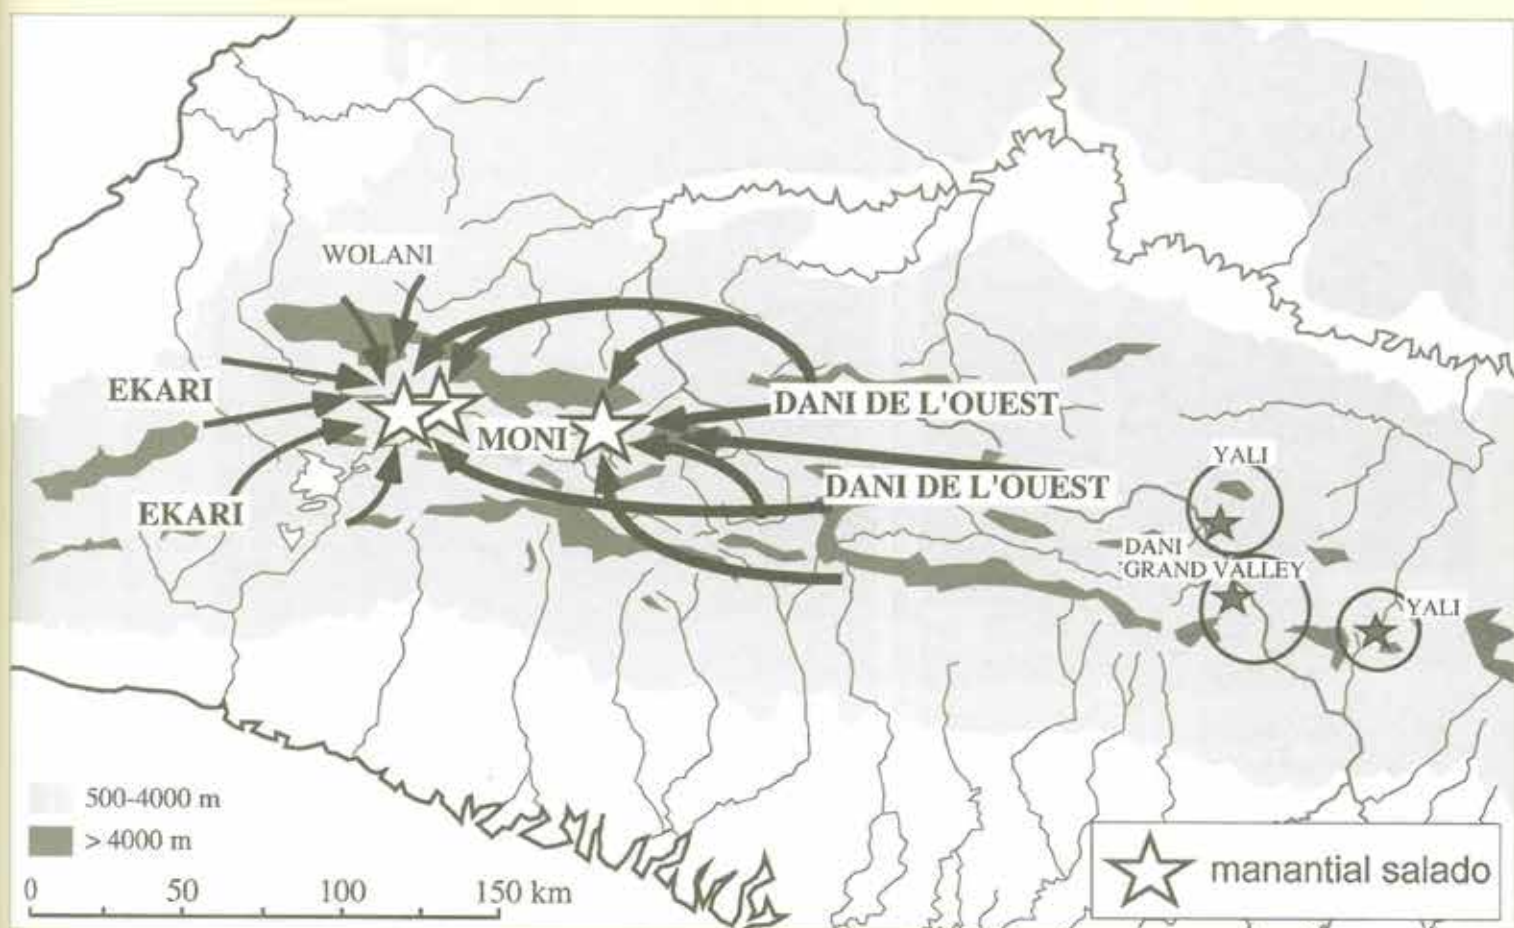 WOLANI
EKARI
MONI
DANI DE L'OUEST
DANI DE L'OUEST
EKARI
YALI
DANI
GRAND VALLEY
YALI
500-4000 m
> 4000 m
0 50 100 150 km
manantial salado